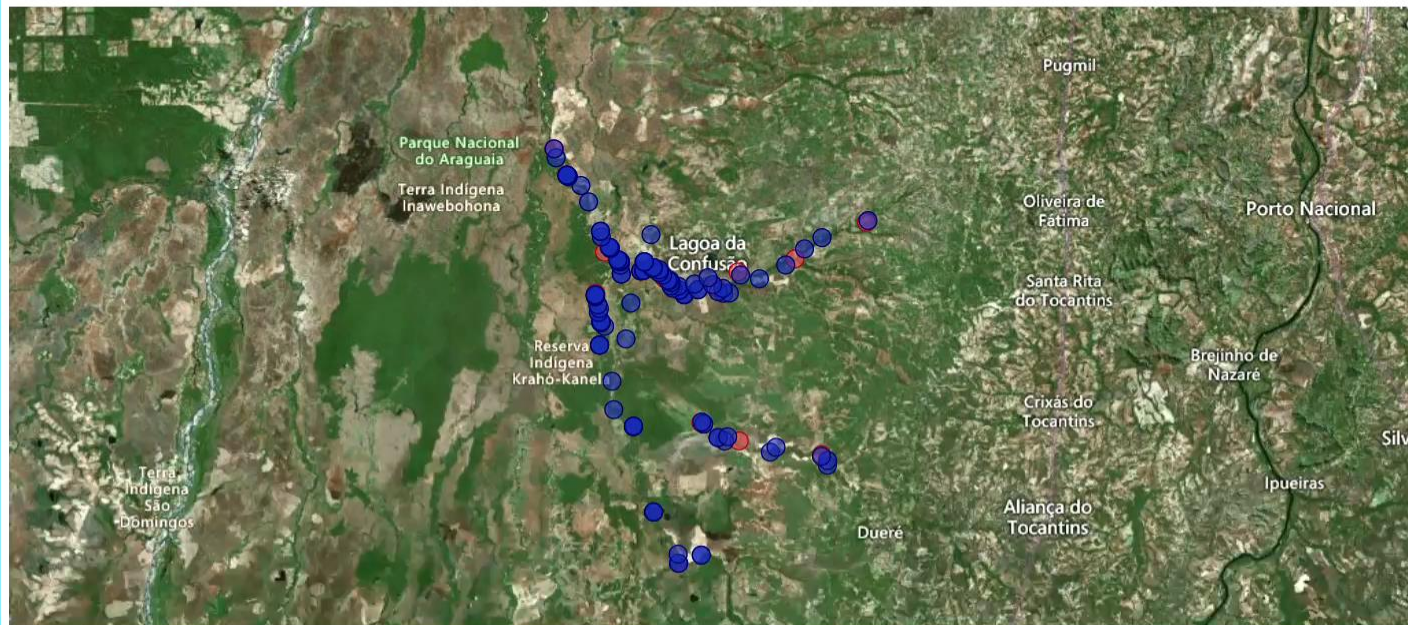 Pugmil
Parque Nacional
do Araguaia
Terra Indígena
Inawebohona
Oliveira de
Fátima
Porto Nacional
Lagoa da
Confusão
Santa Rita
do Tocantins
Reserva
Indígena
Krahó-Kanela
Brejinho de
Nazaré
Crixás do
Tocantins
Silv
Terra
Indígena
São
Domingos
Ipueiras
Aliança do
Tocantins
Dueré